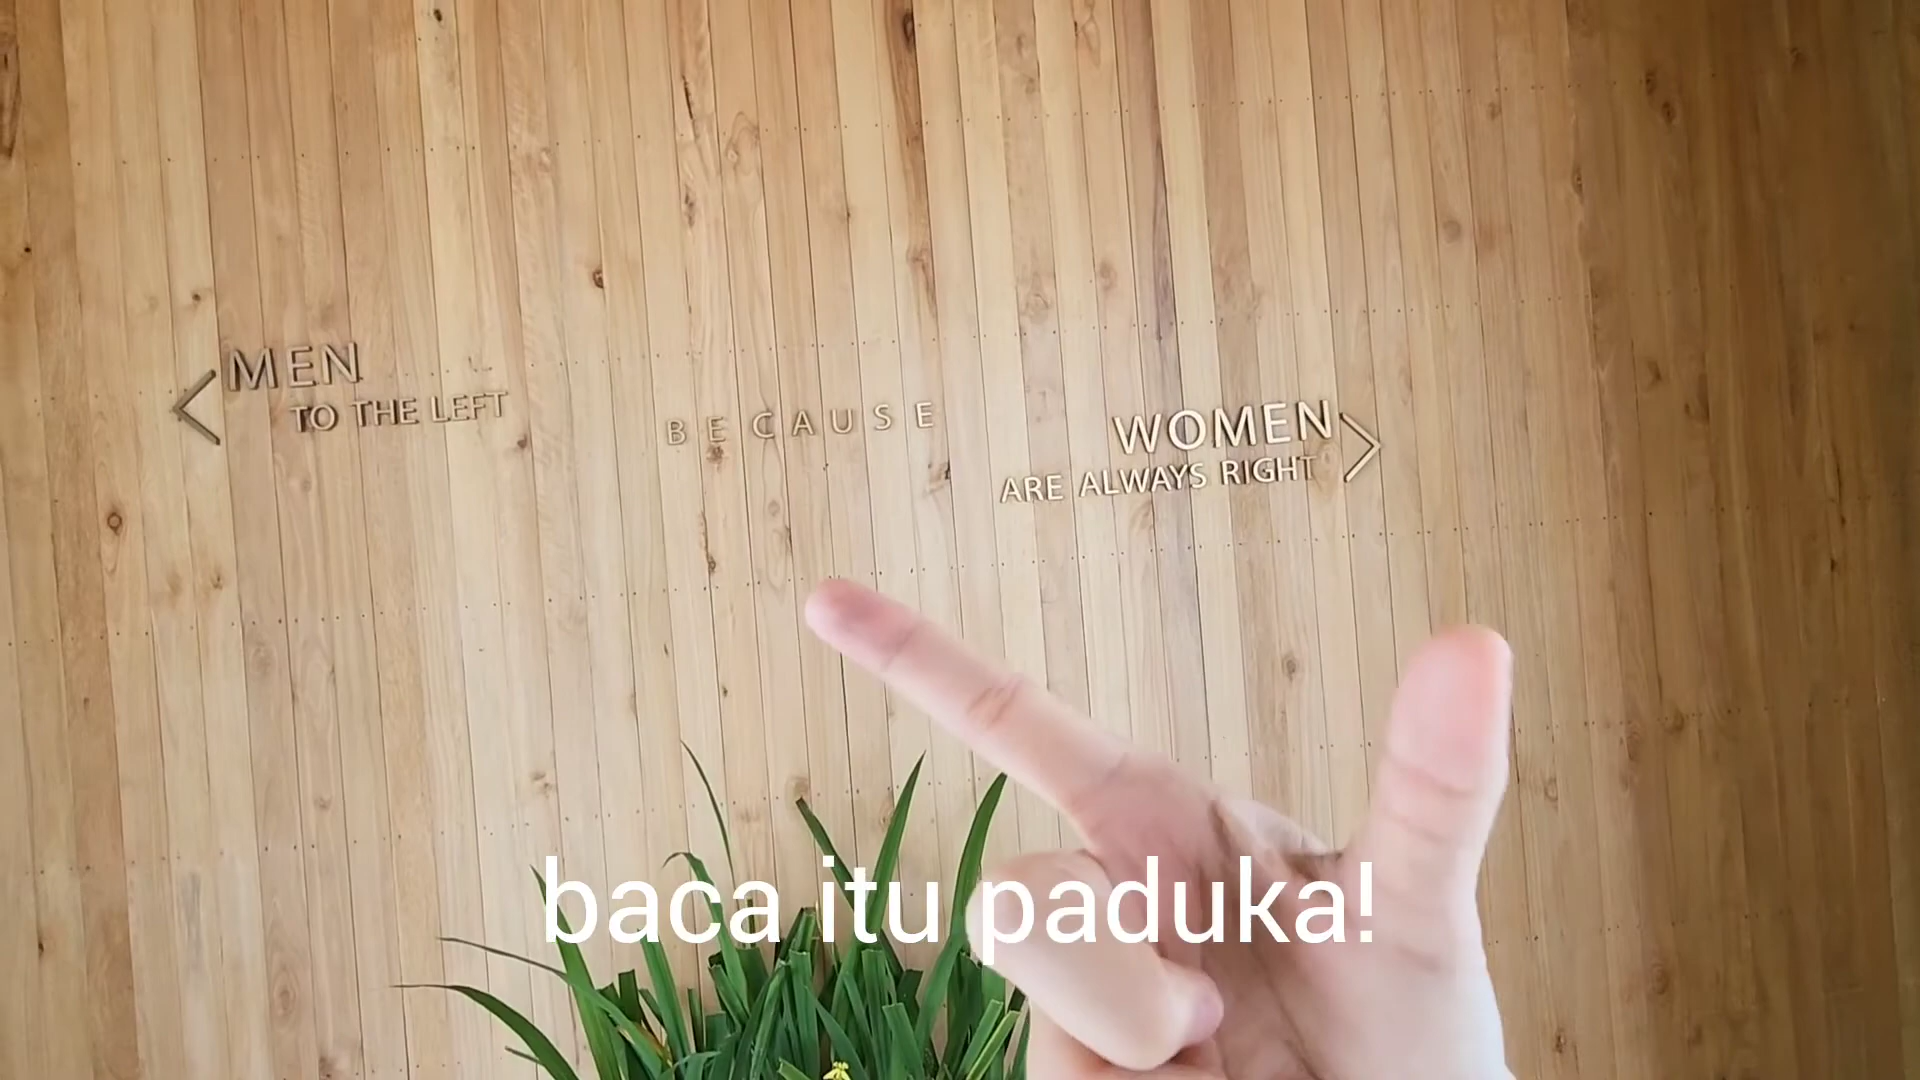 MEN
TO THE LEFT
BECAUSE
WOMEN
ARE ALWAYS RIGHT
baca itu paduka!